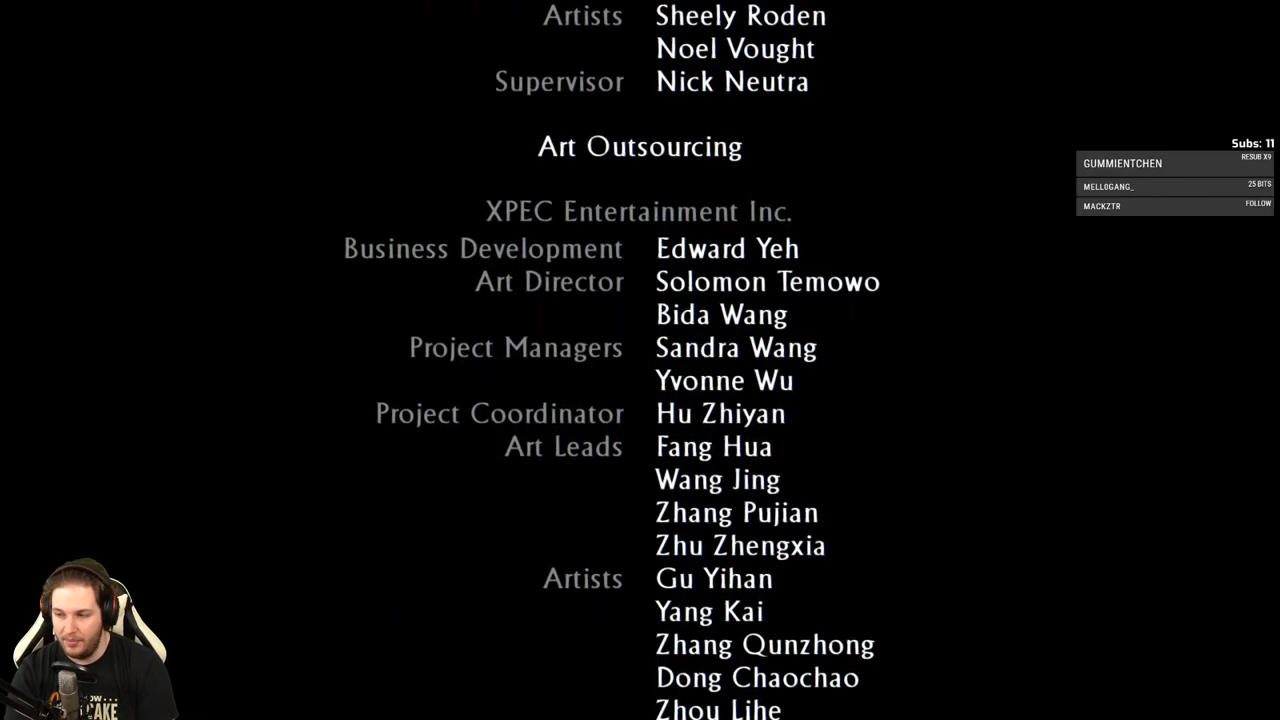 Artists Sheely Roden
Noel Vought
Supervisor Nick Neutra
Art Outsourcing
XPEC Entertainment Inc.
Business Development Edward Yeh
Art Director Solomon Temowo
Bida Wang
Project Managers Sandra Wang
Yvonne Wu
Project Coordinator Hu Zhiyan
Art Leads Fang Hua
Wang Jing
Zhang Pujian
Zhu Zhengxia
Artists Gu Yihan
Yang Kai
Zhang Qunzhong
Dong Chaochao
Zhou Lihe
Subs: 11
GUMMIENTCHEN RESUB X9
MELL0GANG_ 25 BITS
MACKZTR FOLLOW